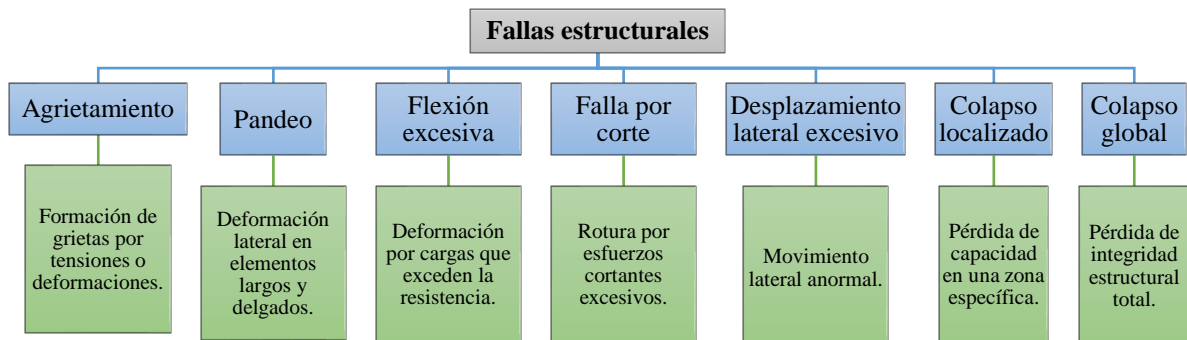 Fallas estructurales
Agrietamiento
Formación de
grietas por
tensiones o
deformaciones.
Pandeo
Deformación
lateral en
elementos
largos y
delgados.
Flexión
excesiva
Deformación
por cargas que
exceden la
resistencia.
Falla por
corte
Rotura por
esfuerzos
cortantes
excesivos.
Desplazamiento
lateral excesivo
Movimiento
lateral anormal.
Colapso
localizado
Pérdida de
capacidad
en una zona
específica.
Colapso
global
Pérdida de
integridad
estructural
total.